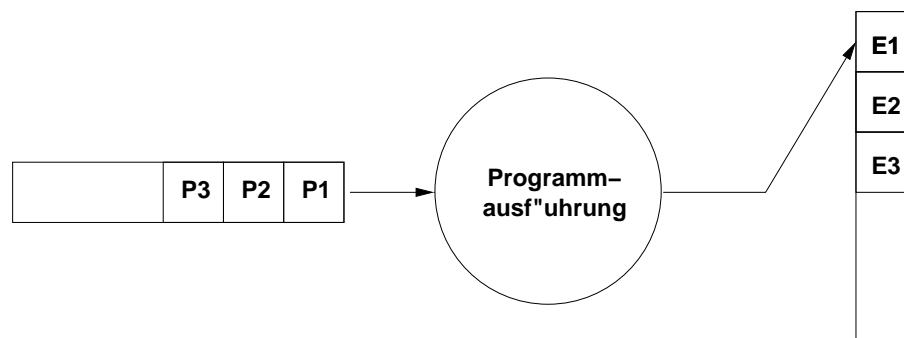 E1
E2
E3
P3 P2 P1
Programm–
ausf"uhrung